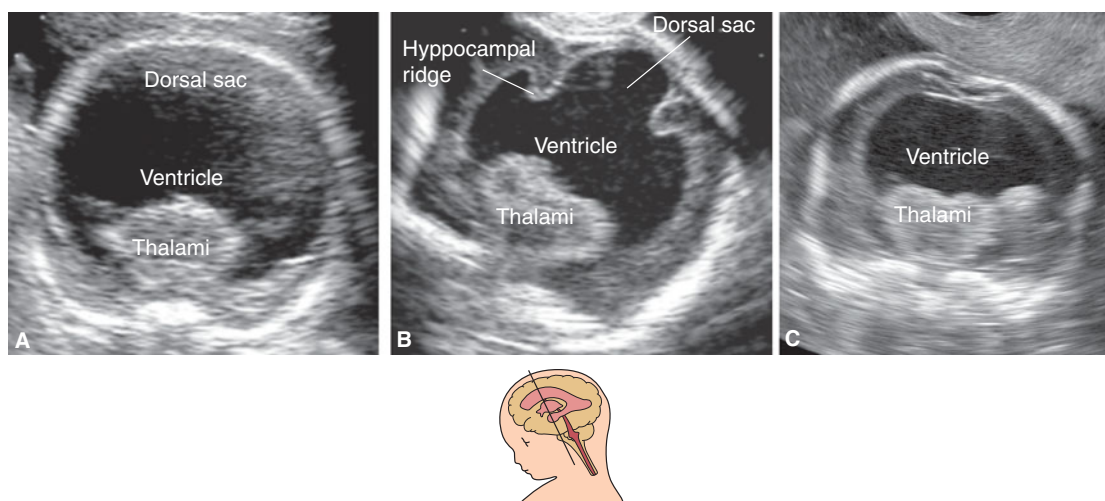 Dorsal sac
Ventricle
Thalami
A
Hyppocampal
ridge
Dorsal sac
Ventricle
Thalami
B
Ventricle
Thalami
C